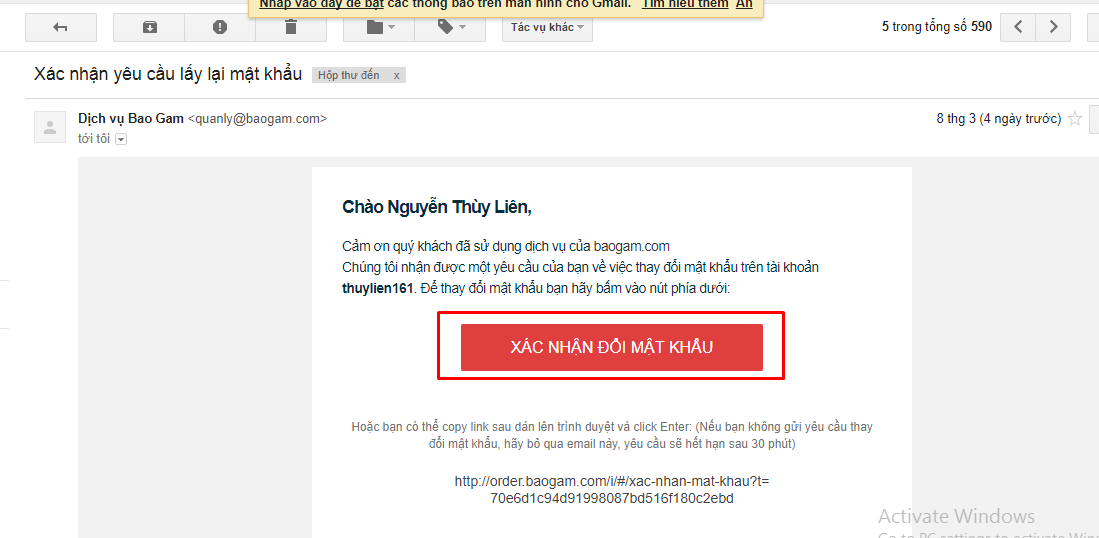 Nhấp vào đây để bật các thông báo trên màn hình cho Gmail. Tìm hiểu thêm Ẩn
Tác vụ khác
5 trong tổng số 590
Xác nhận yêu cầu lấy lại mật khẩu Hộp thư đến x
Dịch vụ Bao Gam <quanly@baogam.com>
8 thg 3 (4 ngày trước)
tới tôi
Chào Nguyễn Thùy Liên,
Cảm ơn quý khách đã sử dụng dịch vụ của baogam.com
Chúng tôi nhận được một yêu cầu của bạn về việc thay đổi mật khẩu trên tài khoản
thuylien161. Để thay đổi mật khẩu bạn hãy bấm vào nút phía dưới:
XÁC NHẬN ĐỔI MẬT KHẨU
Hoặc bạn có thể copy link sau dán lên trình duyệt và click Enter: (Nếu bạn không gửi yêu cầu thay
đổi mật khẩu, hãy bỏ qua email này, yêu cầu sẽ hết hạn sau 30 phút)
http://order.baogam.com/i/#/xac-nhan-mat-khau?t=
70e6d1c94d91998087bd516f180c2ebd
Activate Windows
Go to PC settings to activate Win